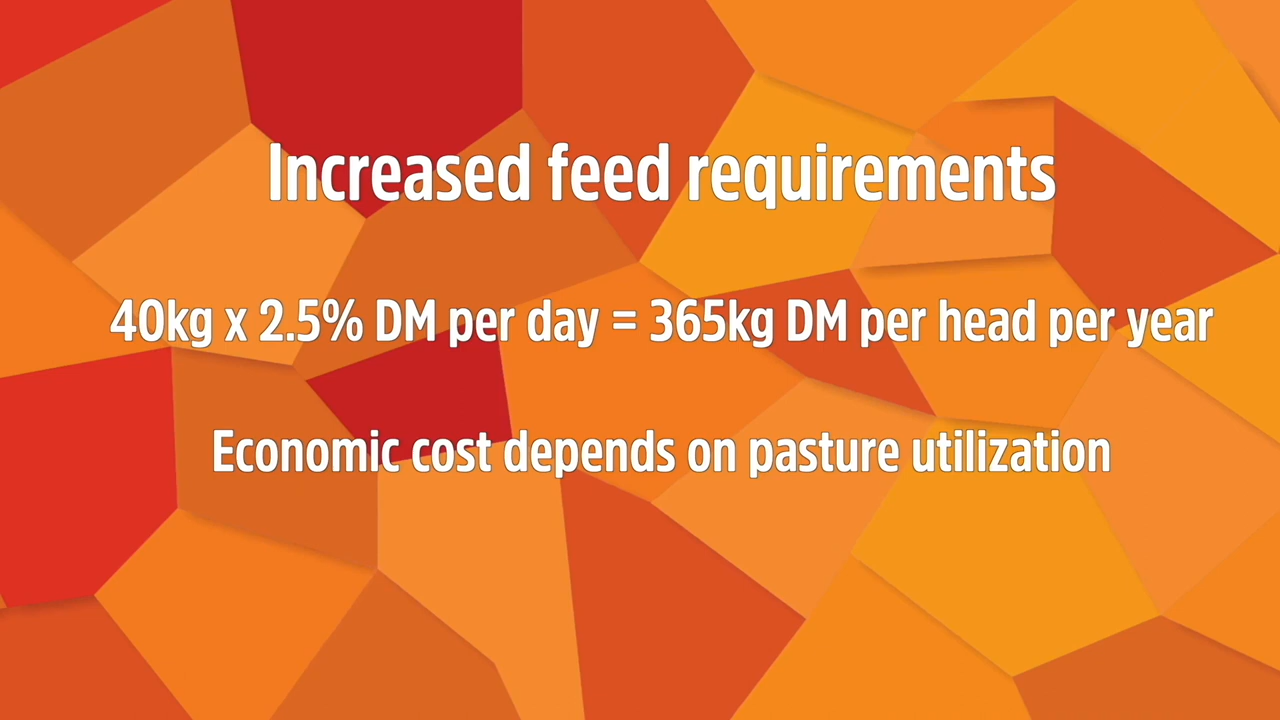 Increased feed requirements
40kg x 2.5% DM per day = 365kg DM per head per year
Economic cost depends on pasture utilization